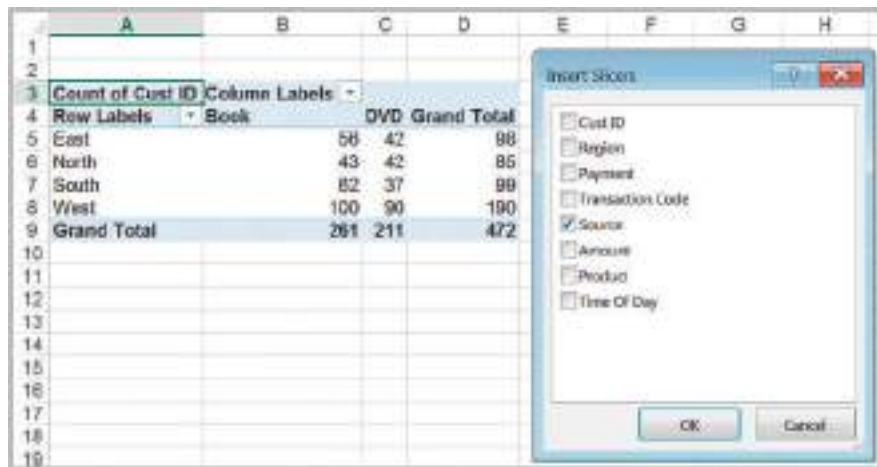 A B C D E F G H
1
2
3 Count of Cust ID Column Labels
4 Row Labels Book DVD Grand Total
5 East 56 42 98
6 North 43 42 85
7 South 62 37 99
8 West 100 90 190
9 Grand Total 261 211 472
10
11
12
13
14
15
16
17
18
19
Insert Slicers
Cust ID
Region
Payment
Transaction Code
Source
Amount
Product
Time Of Day
OK Cancel